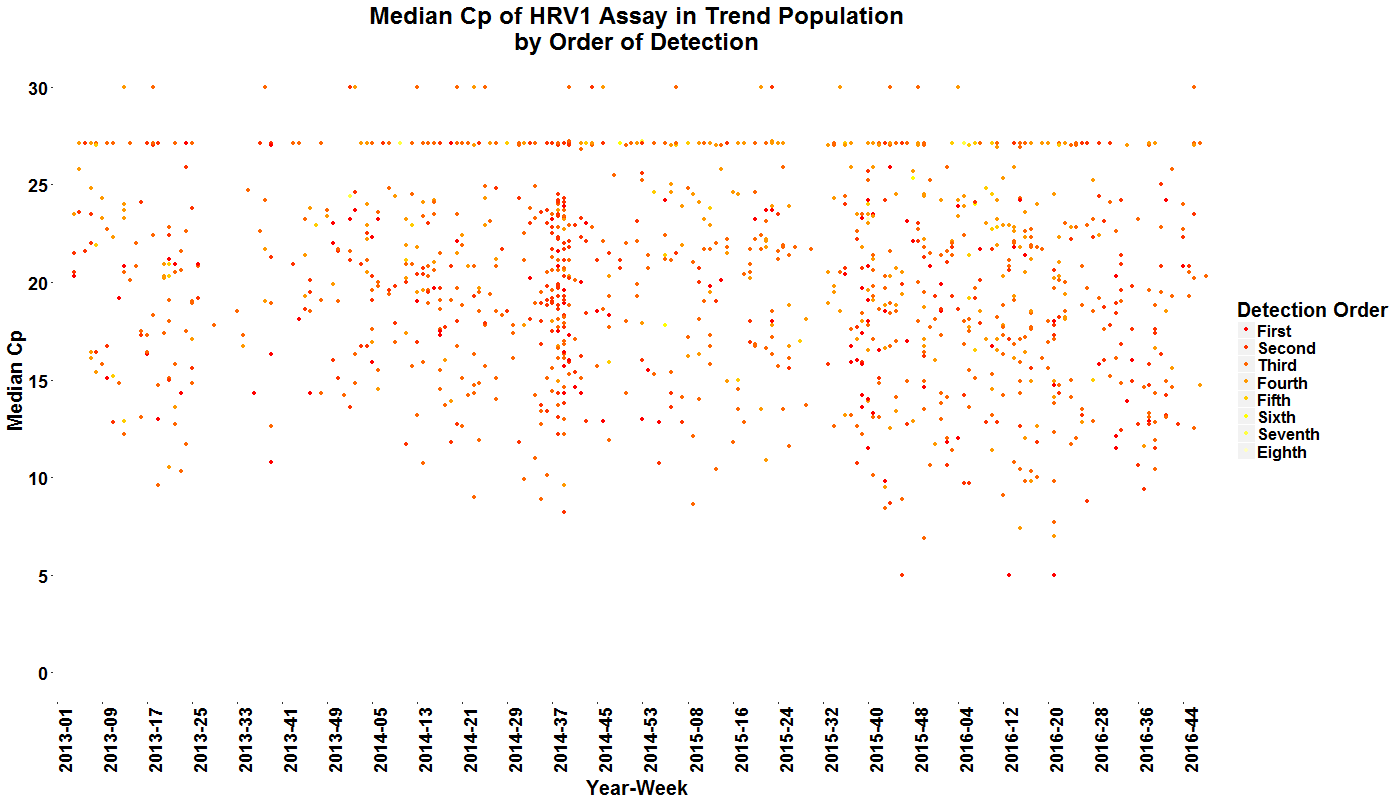 Median Cp of HRV1 Assay in Trend Population
by Order of Detection
Median Cp
30
25
20
15
10
5
0
2013-01
2013-09
2013-17
2013-25
2013-33
2013-41
2013-49
2014-05
2014-13
2014-21
2014-29
2014-37
2014-45
2014-53
2015-08
2015-16
2015-24
2015-32
2015-40
2015-48
2016-04
2016-12
2016-20
2016-28
2016-36
2016-44
Year-Week
Detection Order
First
Second
Third
Fourth
Fifth
Sixth
Seventh
Eighth